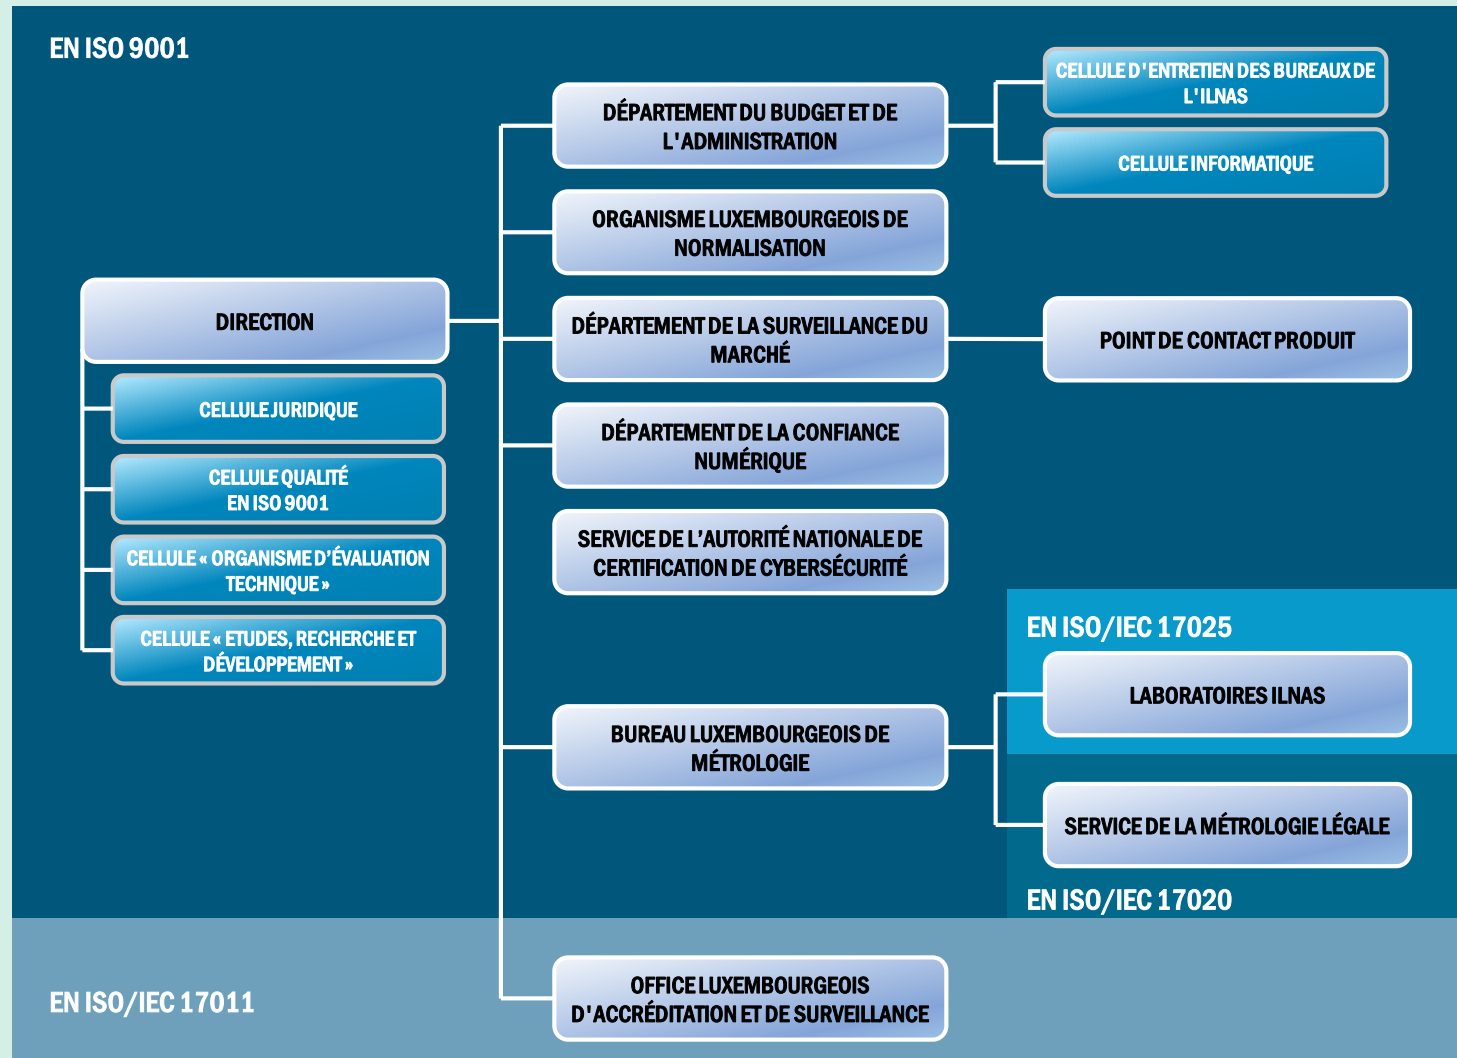 EN ISO 9001
DIRECTION
CELLULE JURIDIQUE
CELLULE QUALITÉ
EN ISO 9001
CELLULE « ORGANISME D’ÉVALUATION
TECHNIQUE »
CELLULE « ETUDES, RECHERCHE ET
DÉVELOPPEMENT »
DÉPARTEMENT DU BUDGET ET DE
L'ADMINISTRATION
CELLULE D'ENTRETIEN DES BUREAUX DE
L'ILNAS
CELLULE INFORMATIQUE
ORGANISME LUXEMBOURGEOIS DE
NORMALISATION
DÉPARTEMENT DE LA SURVEILLANCE DU
MARCHÉ
POINT DE CONTACT PRODUIT
DÉPARTEMENT DE LA CONFIANCE
NUMÉRIQUE
SERVICE DE L’AUTORITÉ NATIONALE DE
CERTIFICATION DE CYBERSÉCURITÉ
BUREAU LUXEMBOURGEOIS DE
MÉTROLOGIE
EN ISO/IEC 17025
LABORATOIRES ILNAS
SERVICE DE LA MÉTROLOGIE LÉGALE
EN ISO/IEC 17020
EN ISO/IEC 17011
OFFICE LUXEMBOURGEOIS
D'ACCRÉDITATION ET DE SURVEILLANCE